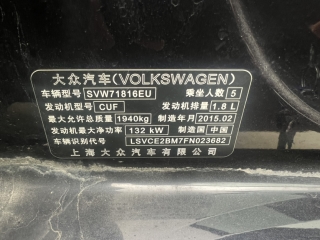 大众汽车(VOLKSWAGEN)
车辆型号 SVW71816EU 乘坐人数 5
发动机型号 CUF 发动机排量 1.8 L
最大允许总质量 1940kg 制造年月 2015.02
发动机最大净功率 132 kW 制造国 中国
车辆识别代号 LSVCE2BM7FN023682
上海大众汽车有限公司